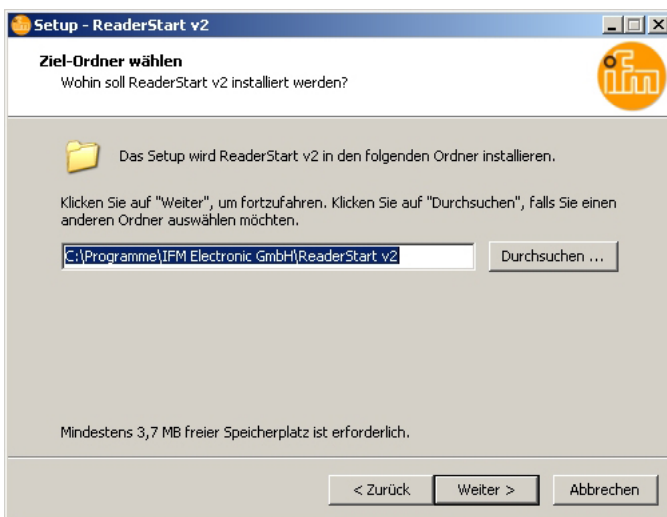 Setup - ReaderStart v2
Ziel-Ordner wählen
Wohin soll ReaderStart v2 installiert werden?
ifm
Das Setup wird ReaderStart v2 in den folgenden Ordner installieren.
Klicken Sie auf "Weiter", um fortzufahren. Klicken Sie auf "Durchsuchen", falls Sie einen
anderen Ordner auswählen möchten.
C:\Programme\IFM Electronic GmbH\ReaderStart v2
Durchsuchen ...
Mindestens 3,7 MB freier Speicherplatz ist erforderlich.
< Zurück
Weiter >
Abbrechen